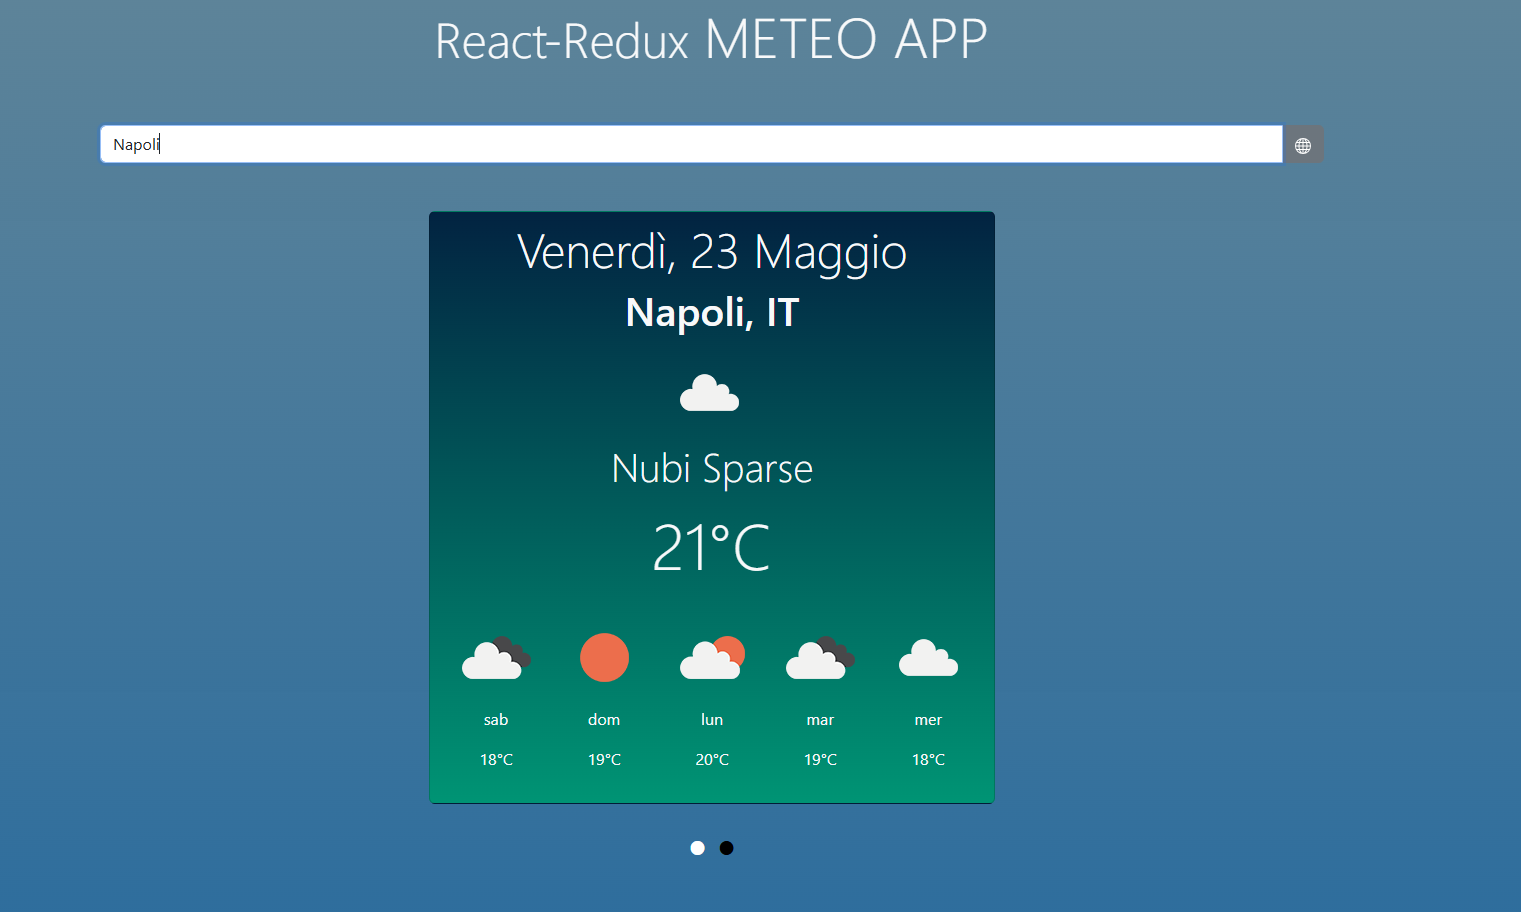 React-Redux METEO APP
Napoli
Venerdì, 23 Maggio
Napoli, IT
Nubi Sparse
21°C
sab dom lun mar mer
18°C 19°C 20°C 19°C 18°C